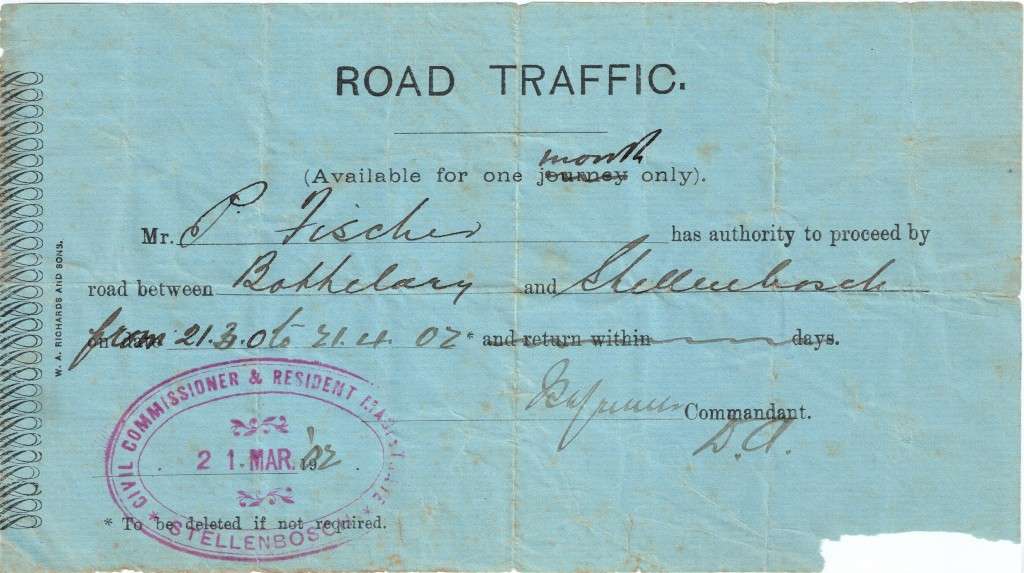 ROAD TRAFFIC.
month
(Available for one journey only).
Mr. P. Fischer has authority to proceed by
road between Bottelary and Stellenbosch
from 21.3.02 to 21.4.02 * and return within days.
Commandant.
D.A.
CIVIL COMMISSIONER & RESIDENT MAGISTRATE
21 MAR. 1902
* STELLENBOSCH *
* To be deleted if not required.
W. A. RICHARDS AND SONS.